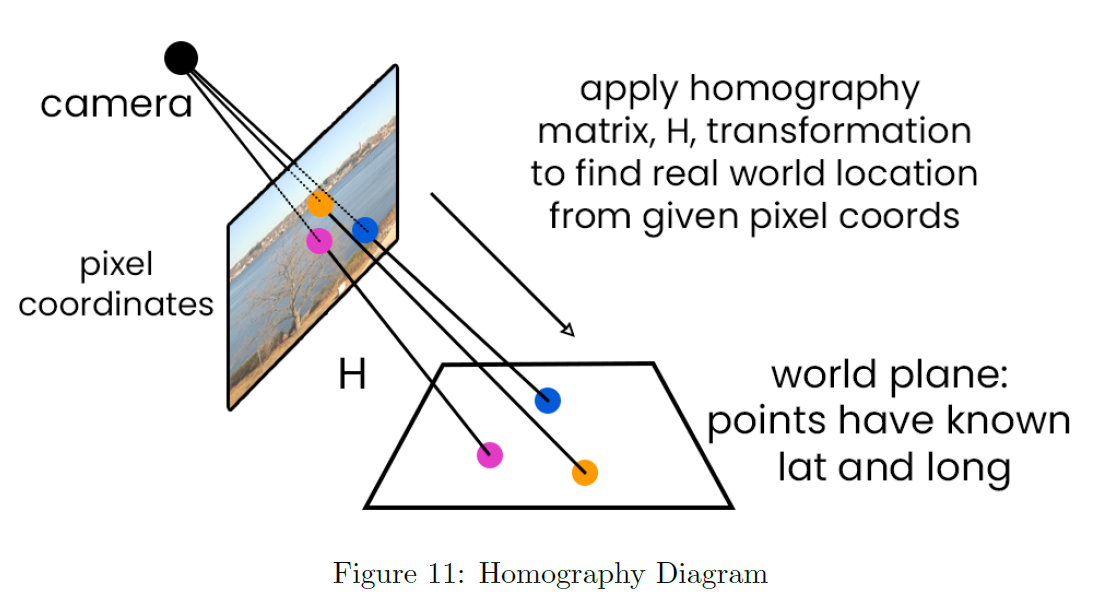 camera
apply homography
matrix, H, transformation
to find real world location
from given pixel coords
pixel
coordinates
H
world plane:
points have known
lat and long
Figure 11: Homography Diagram